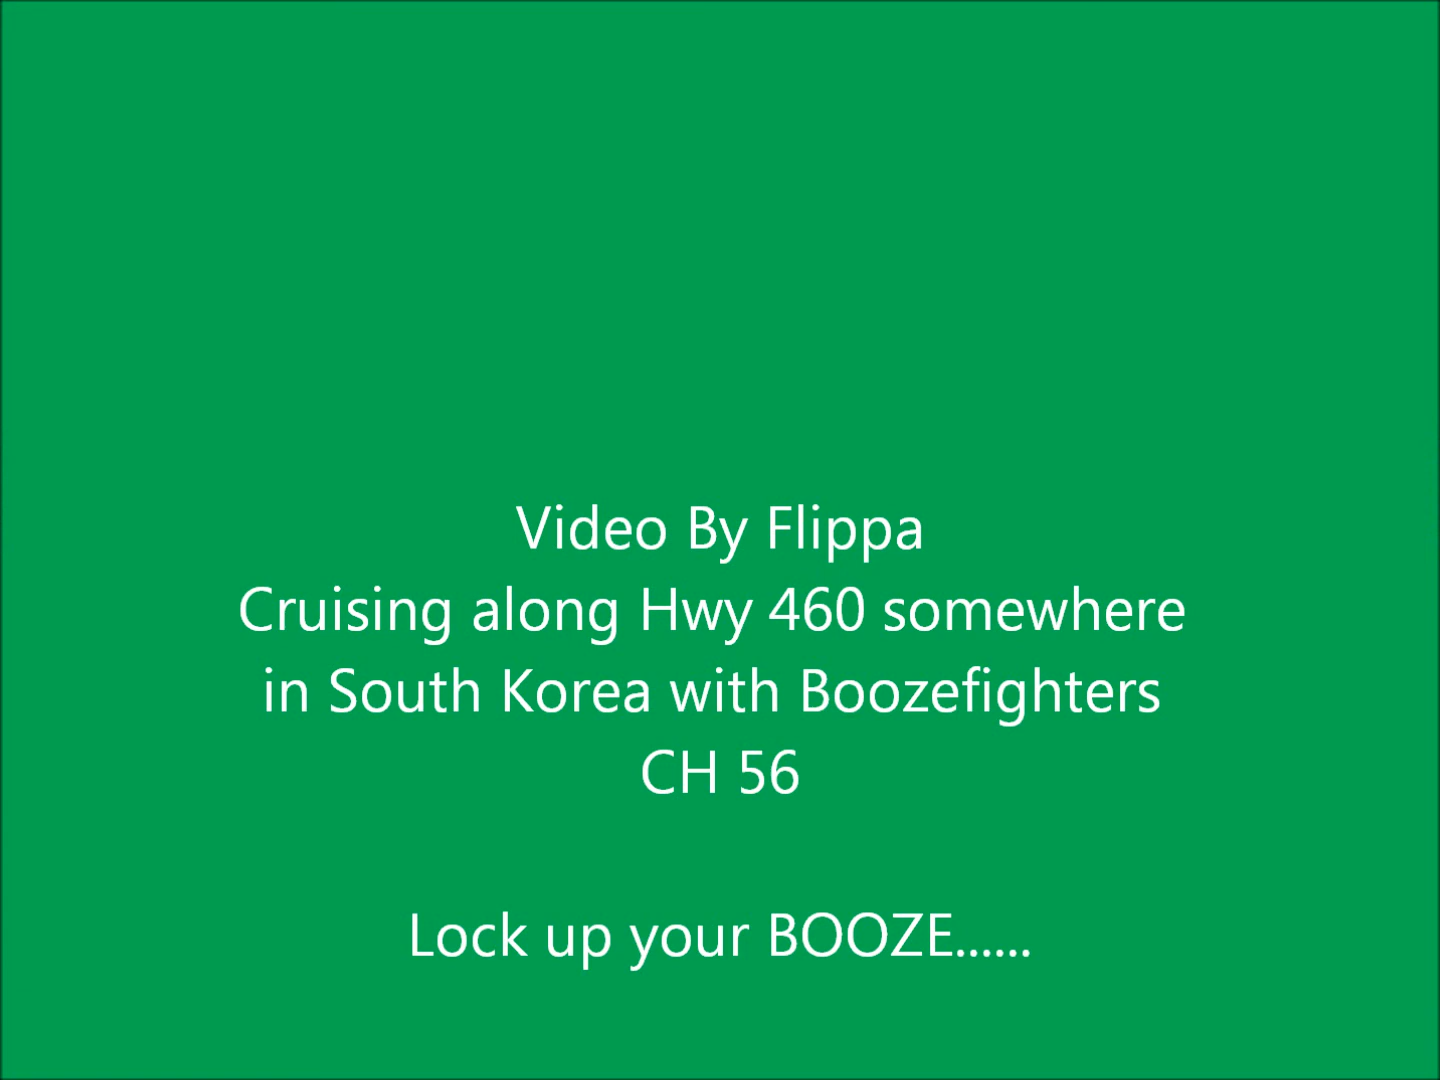 Video By Flippa
Cruising along Hwy 460 somewhere
in South Korea with Boozefighters
CH 56
Lock up your BOOZE......